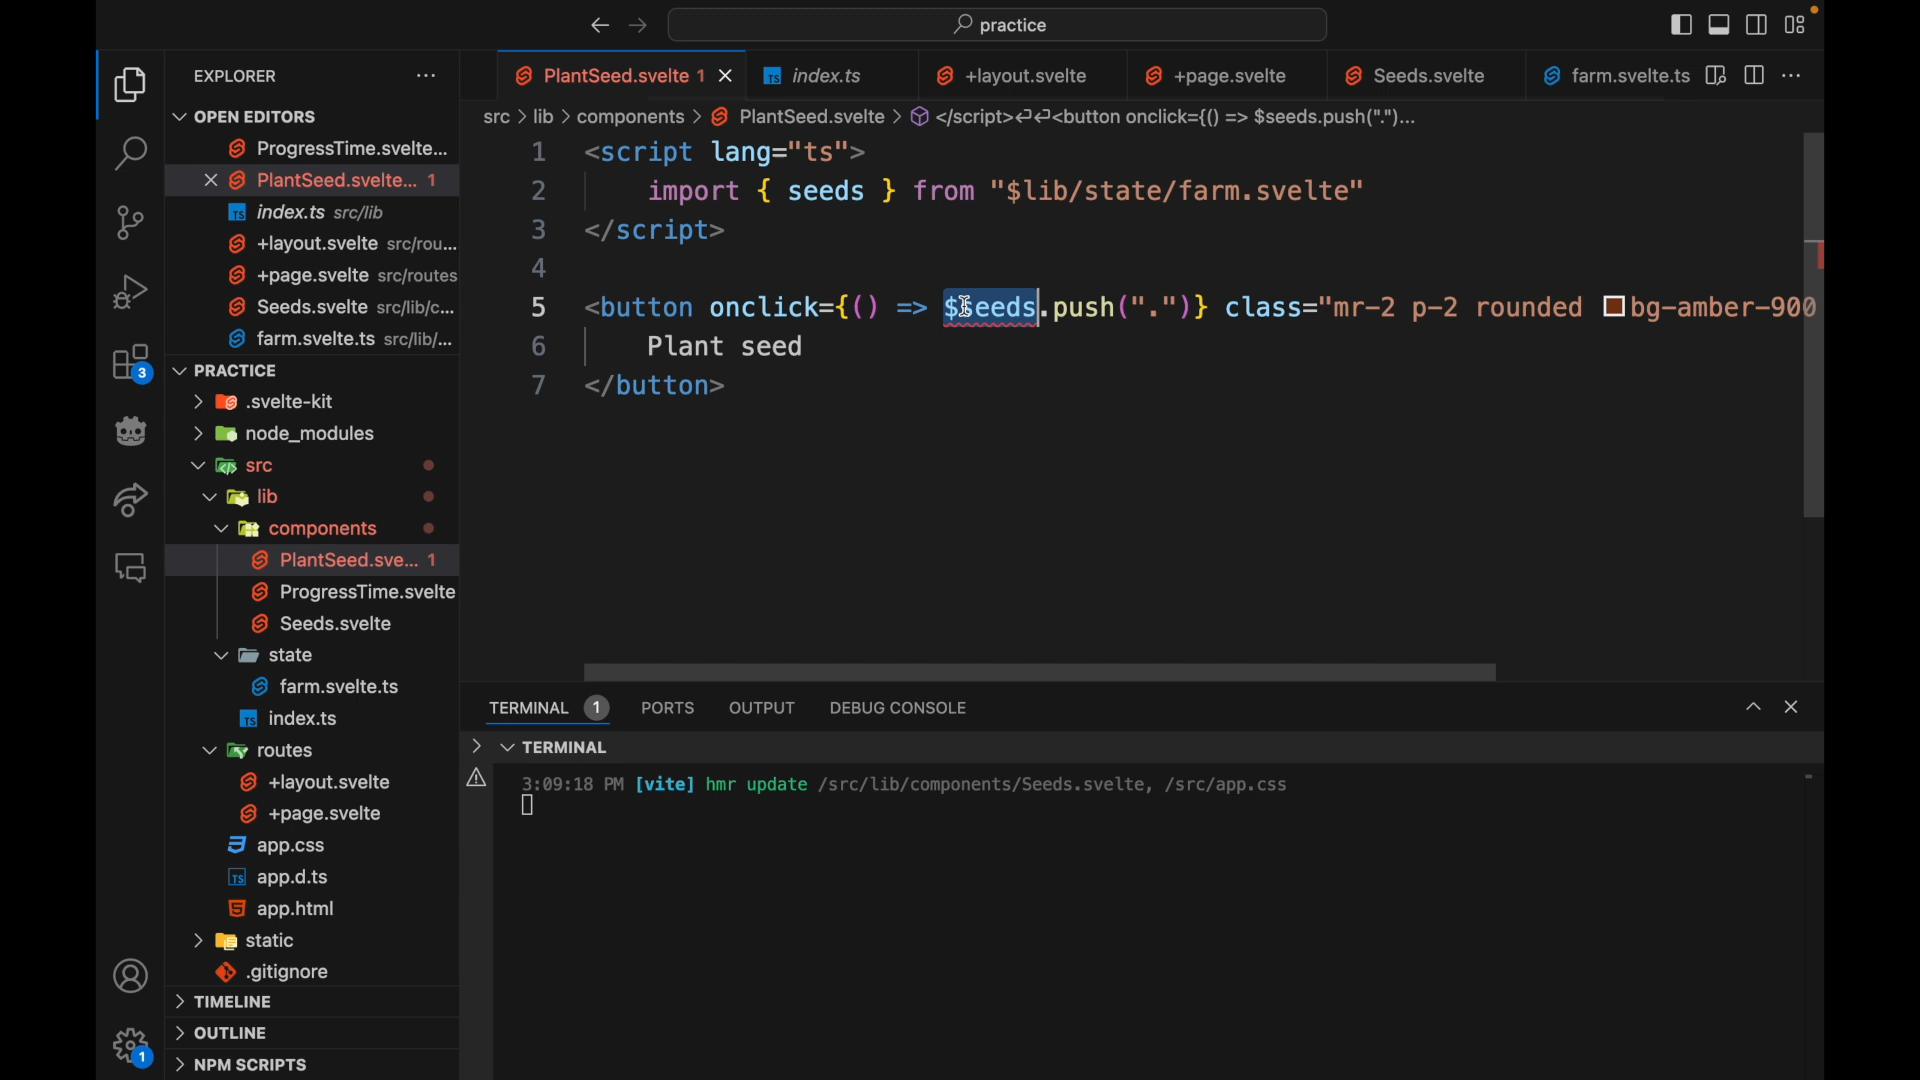 practice
EXPLORER
OPEN EDITORS
ProgressTime.svelte...
PlantSeed.svelte... 1
index.ts src/lib
+layout.svelte src/rou...
+page.svelte src/routes
Seeds.svelte src/lib/c...
farm.svelte.ts src/lib/...
PRACTICE
.svelte-kit
node_modules
src
lib
components
PlantSeed.sve... 1
ProgressTime.svelte
Seeds.svelte
state
farm.svelte.ts
index.ts
routes
+layout.svelte
+page.svelte
app.css
app.d.ts
app.html
static
.gitignore
TIMELINE
OUTLINE
NPM SCRIPTS
3
1
PlantSeed.svelte 1 index.ts +layout.svelte +page.svelte Seeds.svelte farm.svelte.ts
src > lib > components > PlantSeed.svelte > </script>↵↵<button onclick={() => $seeds.push(".")...
1 <script lang="ts">
2 import { seeds } from "$lib/state/farm.svelte"
3 </script>
4
5 <button onclick={() => $seeds.push(".")} class="mr-2 p-2 rounded bg-amber-900
6 Plant seed
7 </button>
TERMINAL 1 PORTS OUTPUT DEBUG CONSOLE
TERMINAL
3:09:18 PM [vite] hmr update /src/lib/components/Seeds.svelte, /src/app.css